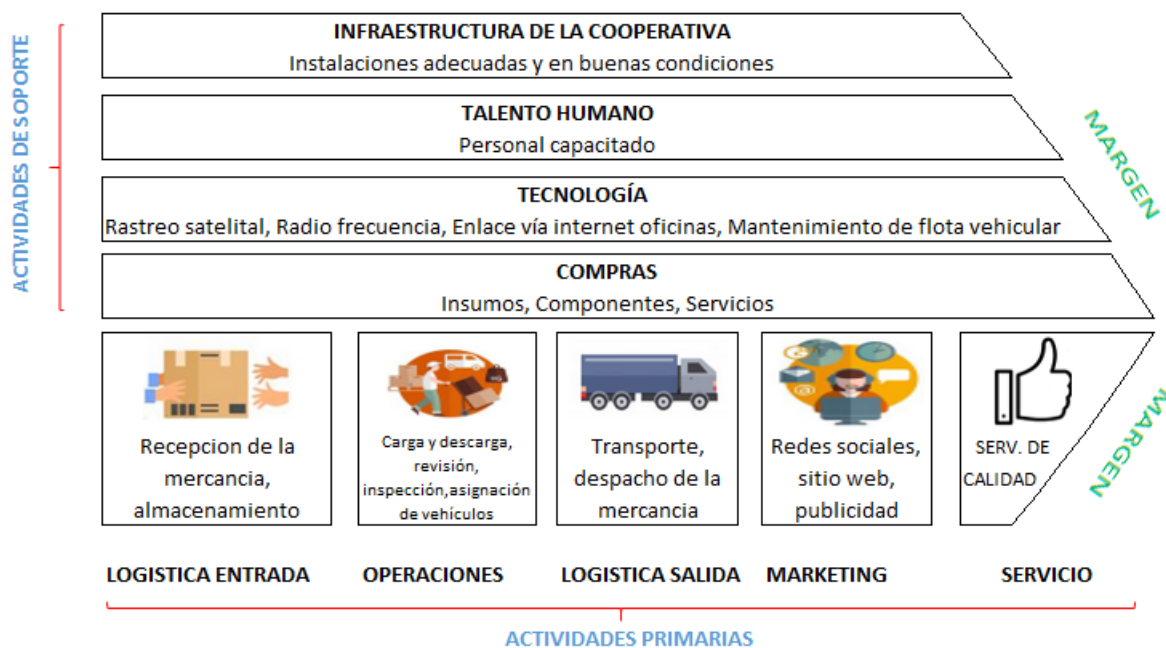 ACTIVIDADES DE SOPORTE
INFRAESTRUCTURA DE LA COOPERATIVA
Instalaciones adecuadas y en buenas condiciones
TALENTO HUMANO
Personal capacitado
TECNOLOGÍA
Rastreo satelital, Radio frecuencia, Enlace vía internet oficinas, Mantenimiento de flota vehicular
COMPRAS
Insumos, Componentes, Servicios
MARGEN
Recepcion de la
mercancia,
almacenamiento
Carga y descarga,
revisión,
inspección,asignación
de vehículos
Transporte,
despacho de la
mercancia
Redes sociales,
sitio web,
publicidad
SERV. DE
CALIDAD
MARGEN
LOGISTICA ENTRADA
OPERACIONES
LOGISTICA SALIDA
MARKETING
SERVICIO
ACTIVIDADES PRIMARIAS